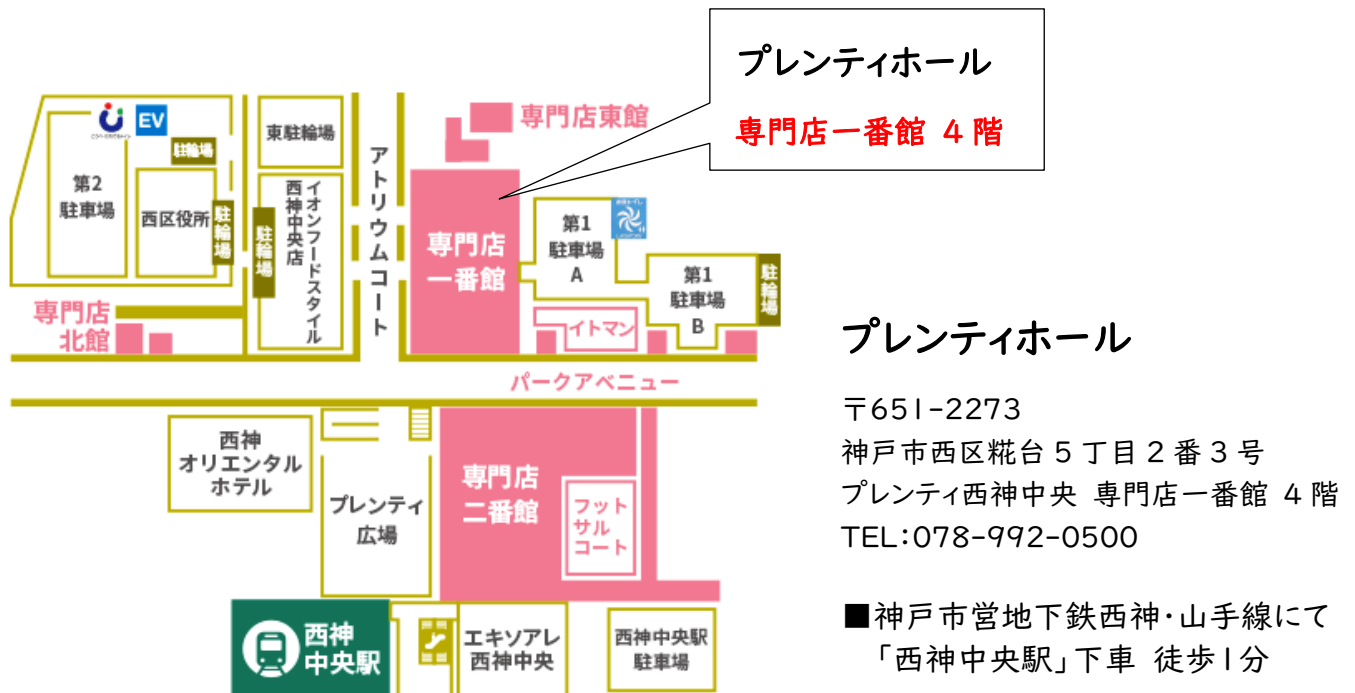 プレンティホール
専門店一番館 4階
専門店東館
EV
駐輪場
東駐輪場
第2
駐車場
西区役所
駐輪場
駐輪場
イオンフードスタイル
西神中央店
アトリウムコート
専門店
一番館
第1
駐車場
A
第1
駐車場
B
駐輪場
専門店
北館
イトマン
パークアベニュー
西神
オリエンタル
ホテル
プレンティ
広場
専門店
二番館
フット
サル
コート
西神
中央駅
エキソアレ
西神中央
西神中央駅
駐車場
プレンティホール
〒651-2273
神戸市西区糀台5丁目2番3号
プレンティ西神中央 専門店一番館 4階
TEL:078-992-0500
■神戸市営地下鉄西神・山手線にて
「西神中央駅」下車 徒歩1分